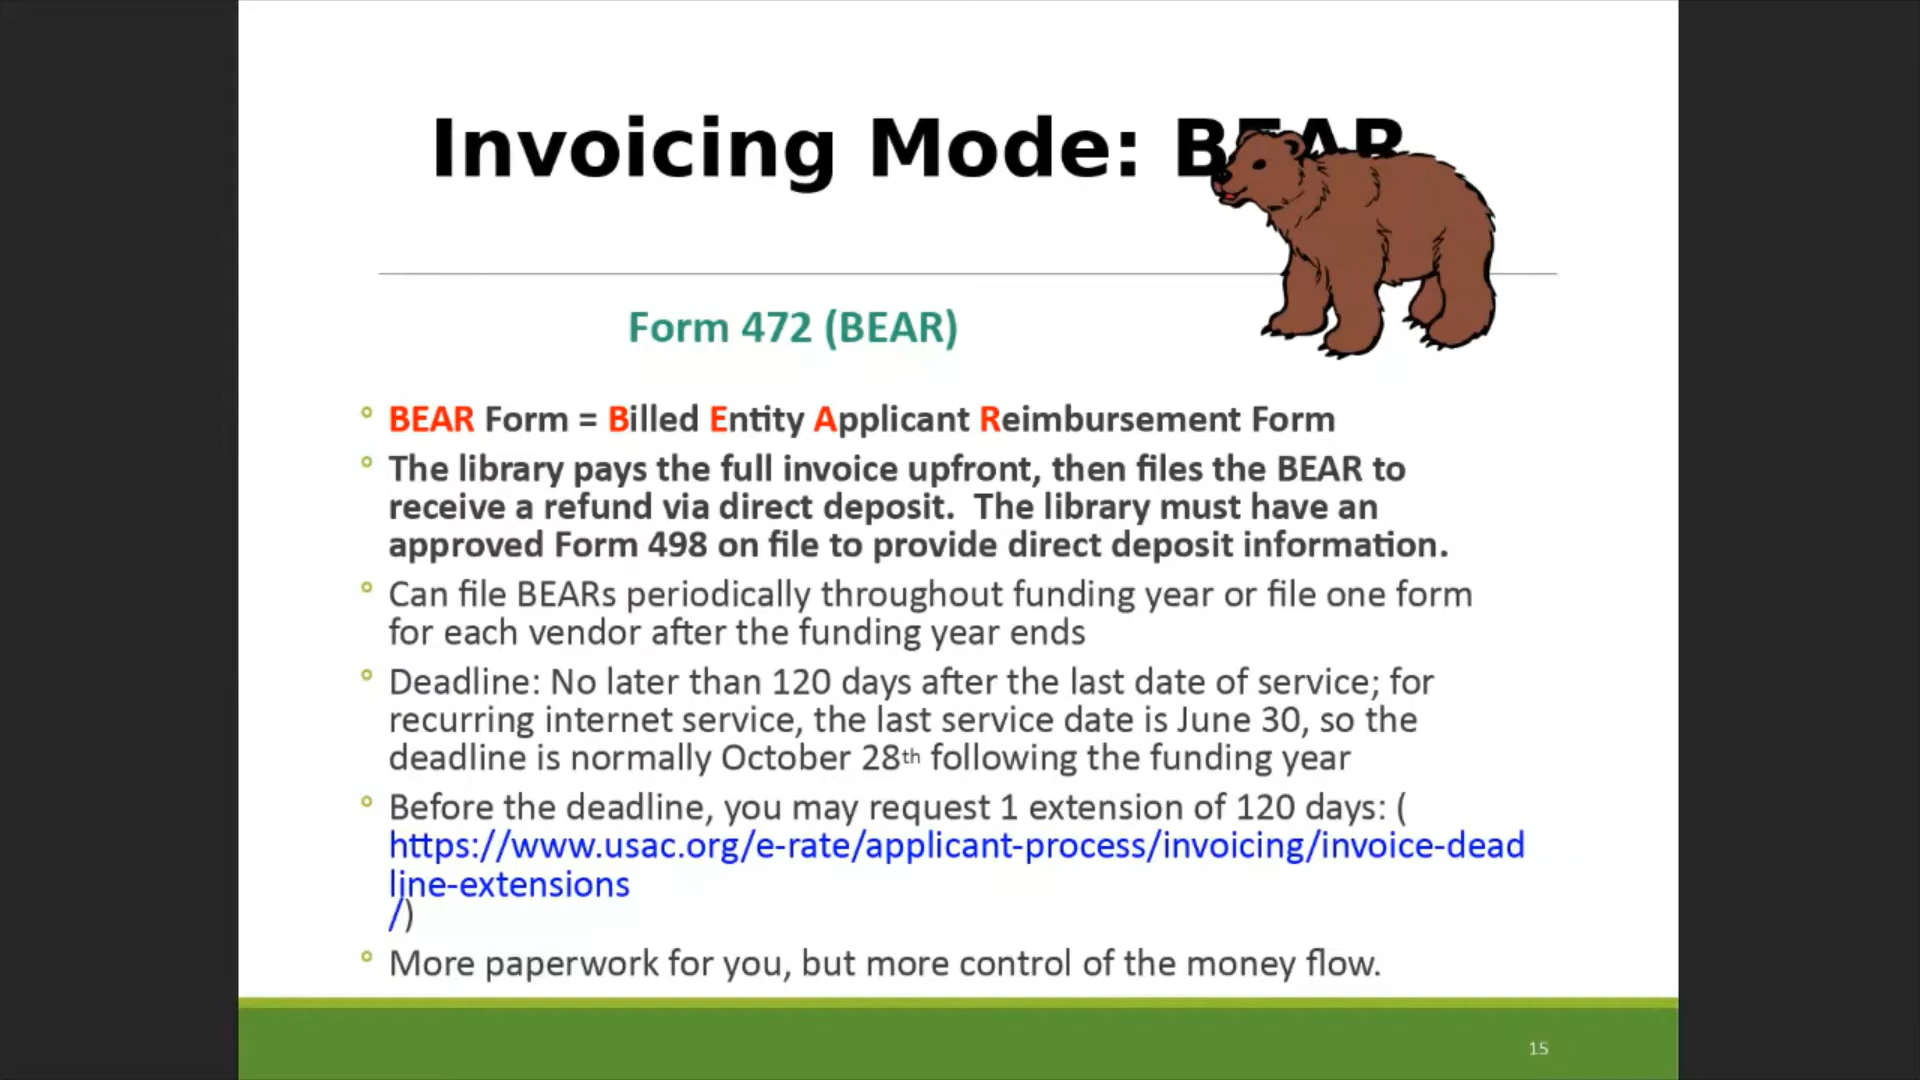 Invoicing Mode: BEAR
Form 472 (BEAR)
BEAR Form = Billed Entity Applicant Reimbursement Form
The library pays the full invoice upfront, then files the BEAR to
receive a refund via direct deposit.  The library must have an
approved Form 498 on file to provide direct deposit information.
Can file BEARs periodically throughout funding year or file one form
for each vendor after the funding year ends
Deadline: No later than 120 days after the last date of service; for
recurring internet service, the last service date is June 30, so the
deadline is normally October 28th following the funding year
Before the deadline, you may request 1 extension of 120 days: (
https://www.usac.org/e-rate/applicant-process/invoicing/invoice-dead
line-extensions
/)
More paperwork for you, but more control of the money flow.
15